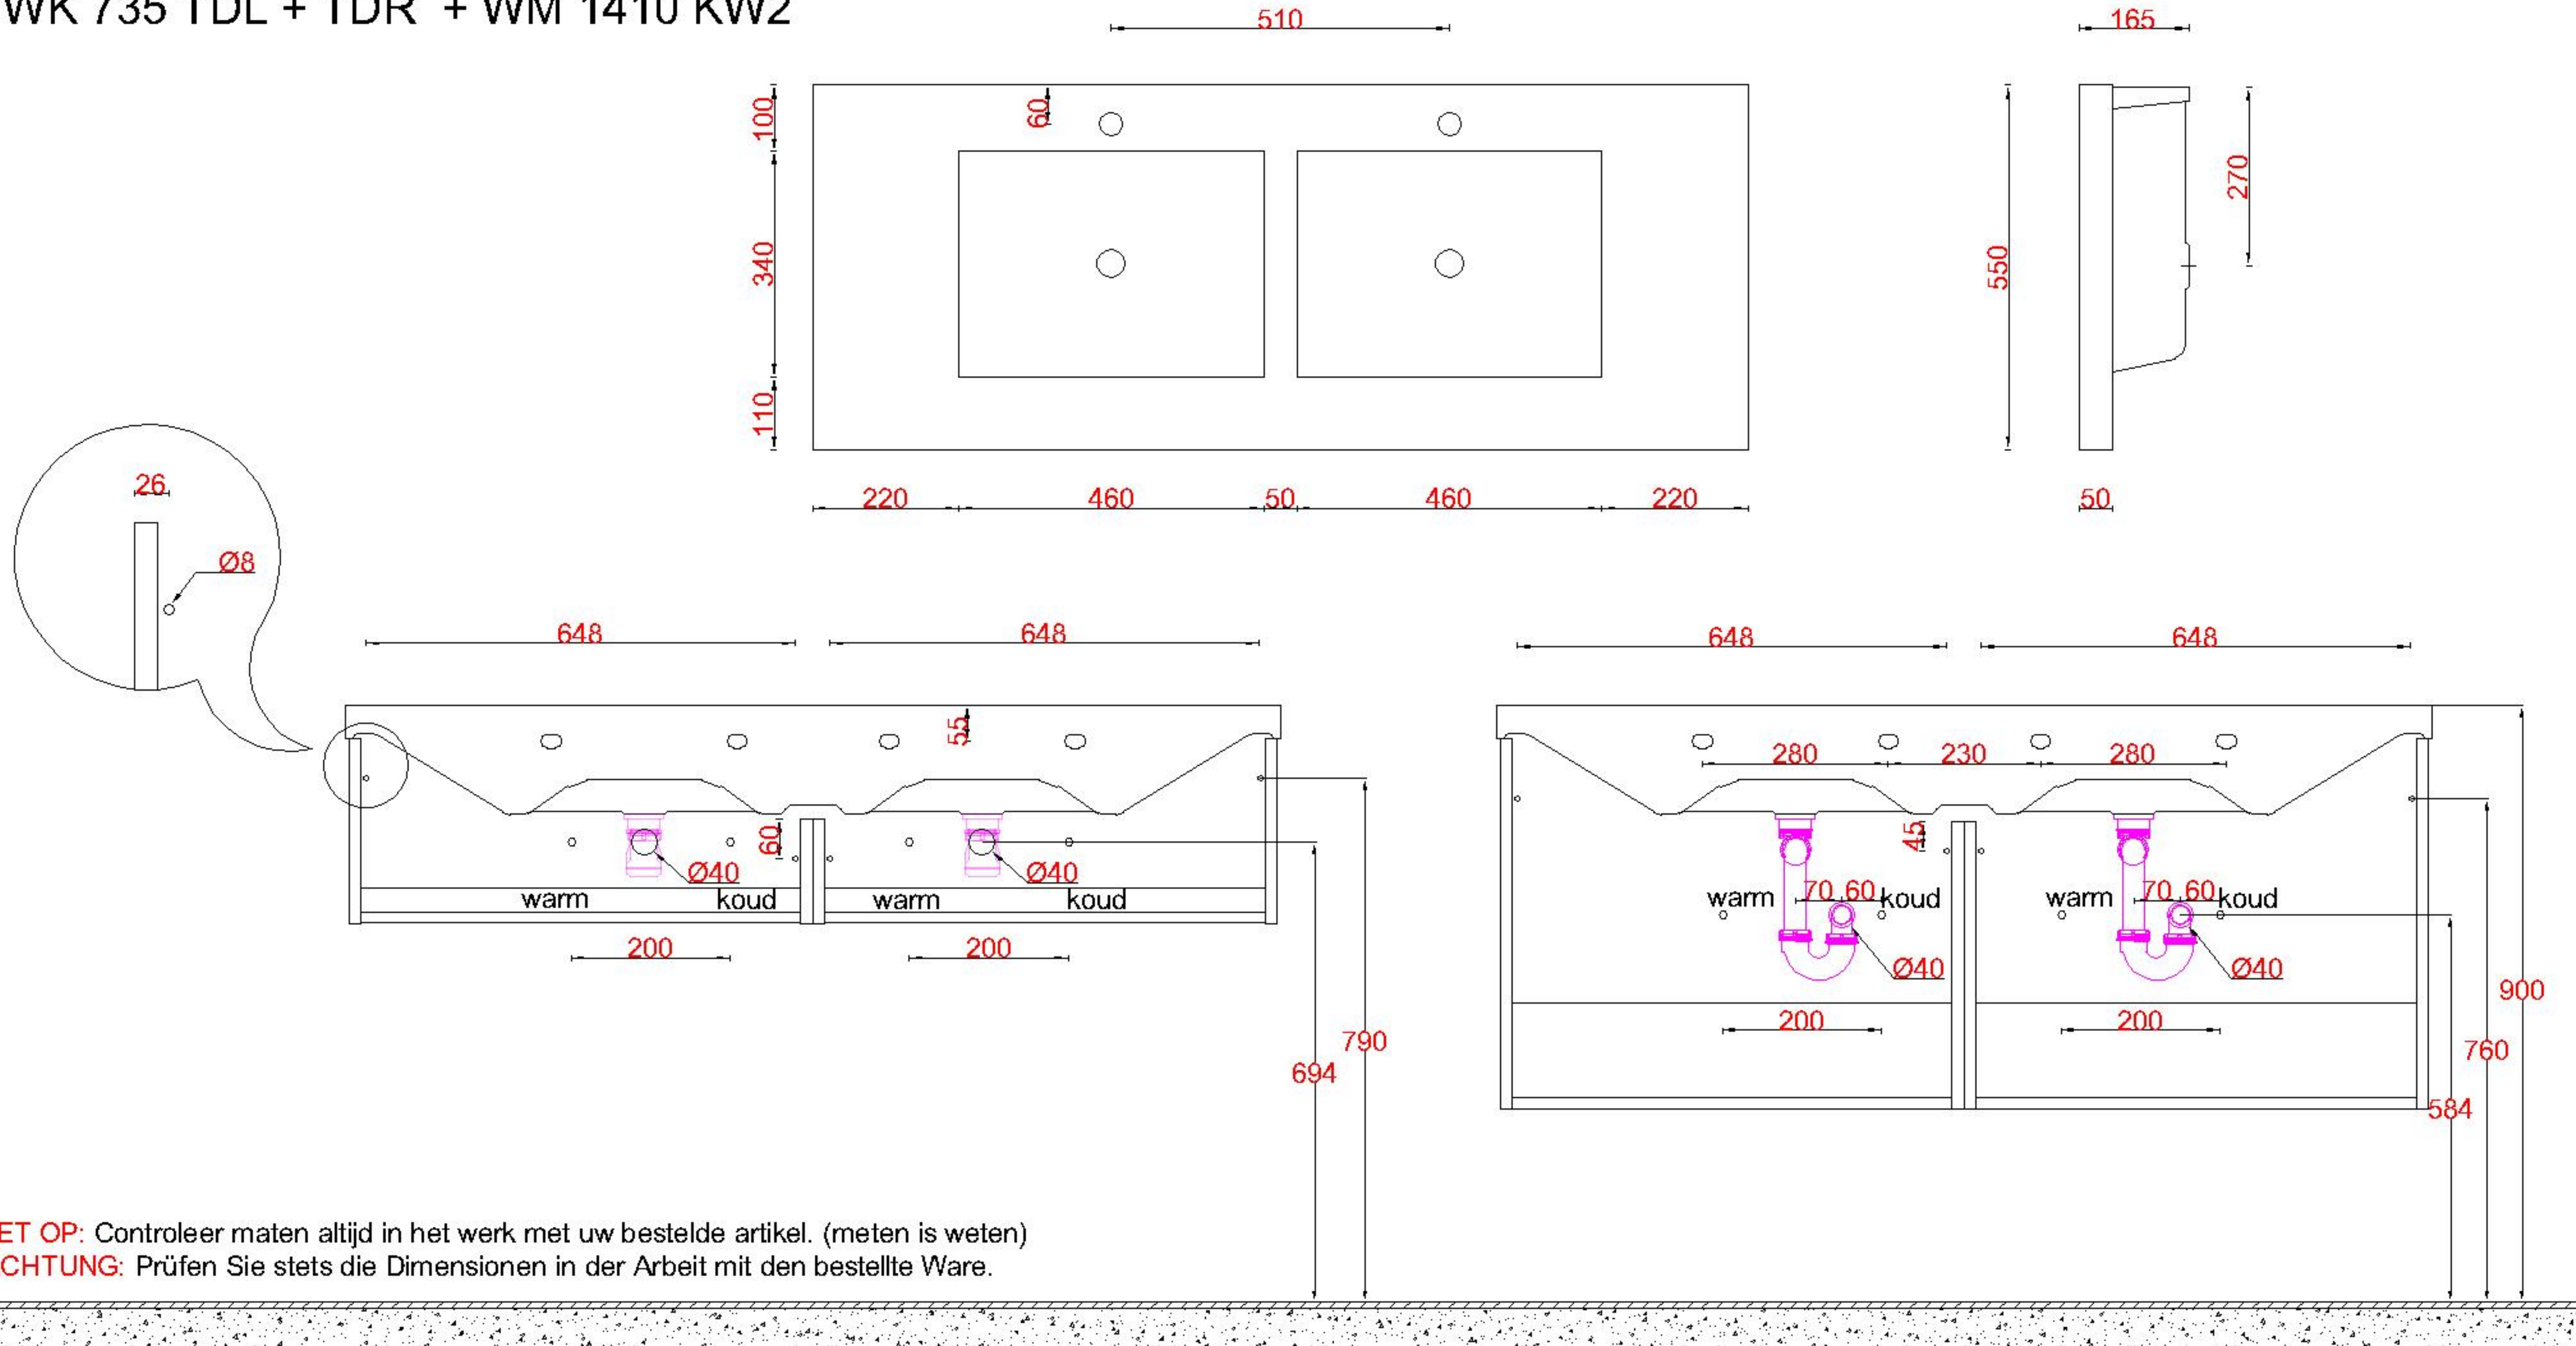 WK 735 TDL + TDR + WM 1410 KW2
510
165
100
60
340
270
550
110
220 460 50 460 220
50
26
Ø8
648 648
648 648
55
280 230 280
60
45
Ø40 Ø40
warm koud warm koud
warm 70 60 koud warm 70 60 koud
200 200
Ø40 Ø40
900
200 200
790
760
694
584
ET OP: Controleer maten altijd in het werk met uw bestelde artikel. (meten is weten)
CHTUNG: Prüfen Sie stets die Dimensionen in der Arbeit mit den bestellte Ware.